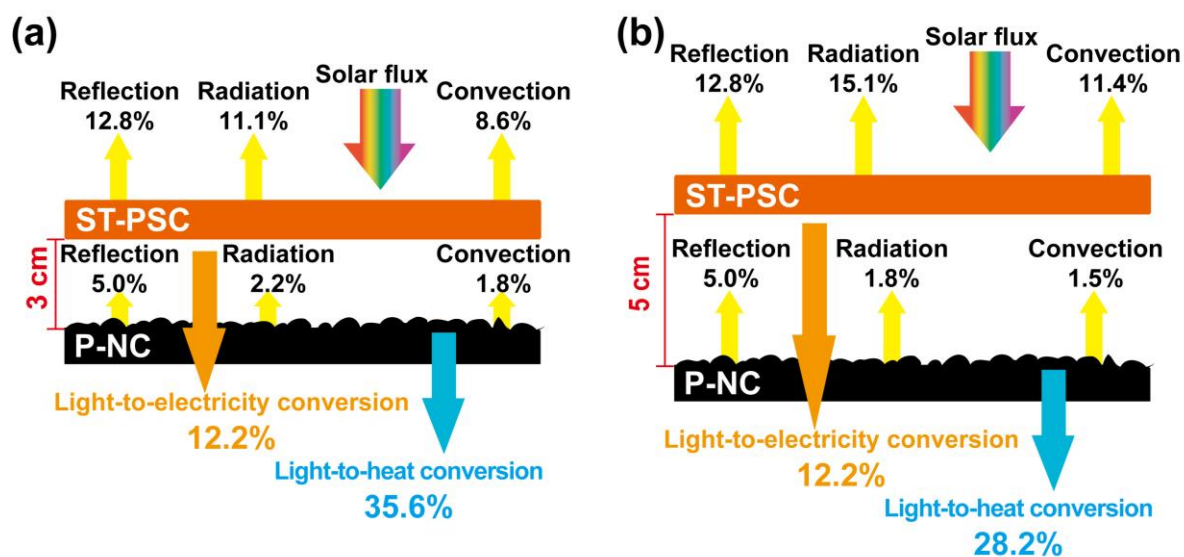 (a)
Solar flux
Reflection
12.8%
Radiation
11.1%
Convection
8.6%
ST-PSC
3 cm
Reflection
5.0%
Radiation
2.2%
Convection
1.8%
P-NC
Light-to-electricity conversion
12.2%
Light-to-heat conversion
35.6%
(b)
Solar flux
Reflection
12.8%
Radiation
15.1%
Convection
11.4%
ST-PSC
5 cm
Reflection
5.0%
Radiation
1.8%
Convection
1.5%
P-NC
Light-to-electricity conversion
12.2%
Light-to-heat conversion
28.2%